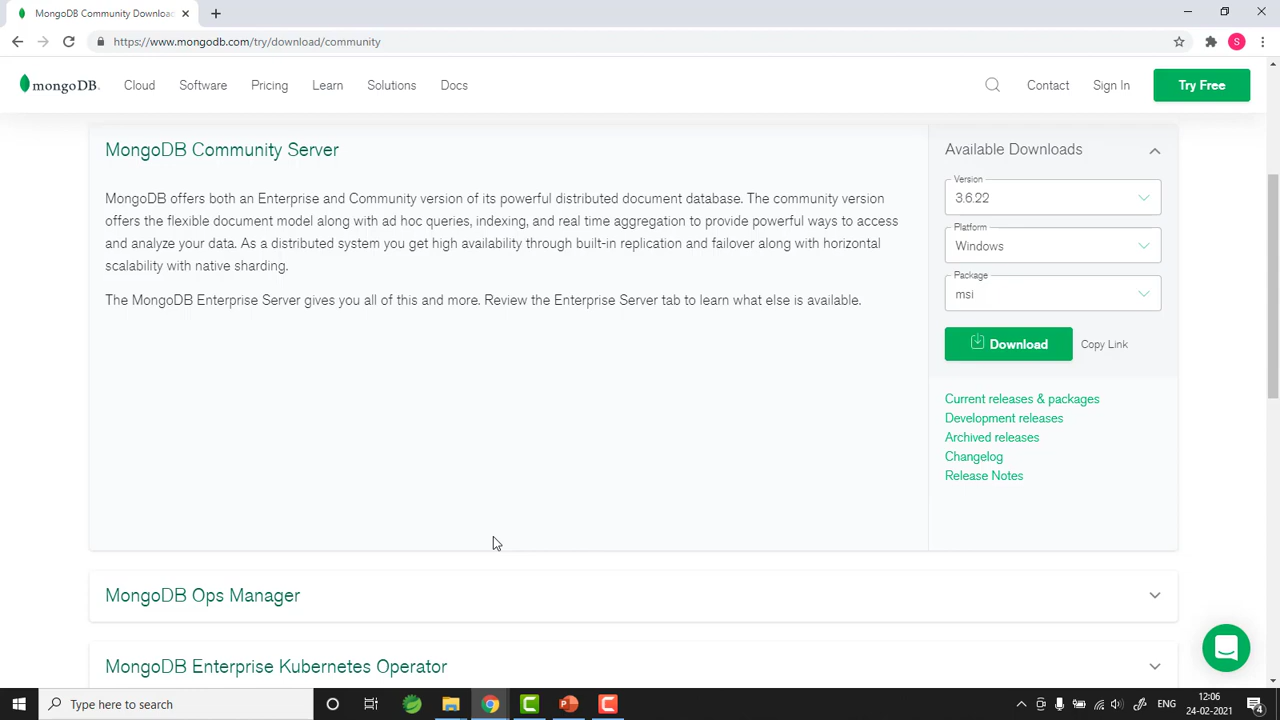 MongoDB Community Downloa
https://www.mongodb.com/try/download/community
S
mongoDB.
Cloud
Software
Pricing
Learn
Solutions
Docs
Contact
Sign In
Try Free
MongoDB Community Server
MongoDB offers both an Enterprise and Community version of its powerful distributed document database. The community version
offers the flexible document model along with ad hoc queries, indexing, and real time aggregation to provide powerful ways to access
and analyze your data. As a distributed system you get high availability through built-in replication and failover along with horizontal
scalability with native sharding.
The MongoDB Enterprise Server gives you all of this and more. Review the Enterprise Server tab to learn what else is available.
Available Downloads
Version
3.6.22
Platform
Windows
Package
msi
Download
Copy Link
Current releases & packages
Development releases
Archived releases
Changelog
Release Notes
MongoDB Ops Manager
MongoDB Enterprise Kubernetes Operator
Type here to search
ENG
12:06
24-02-2021
4